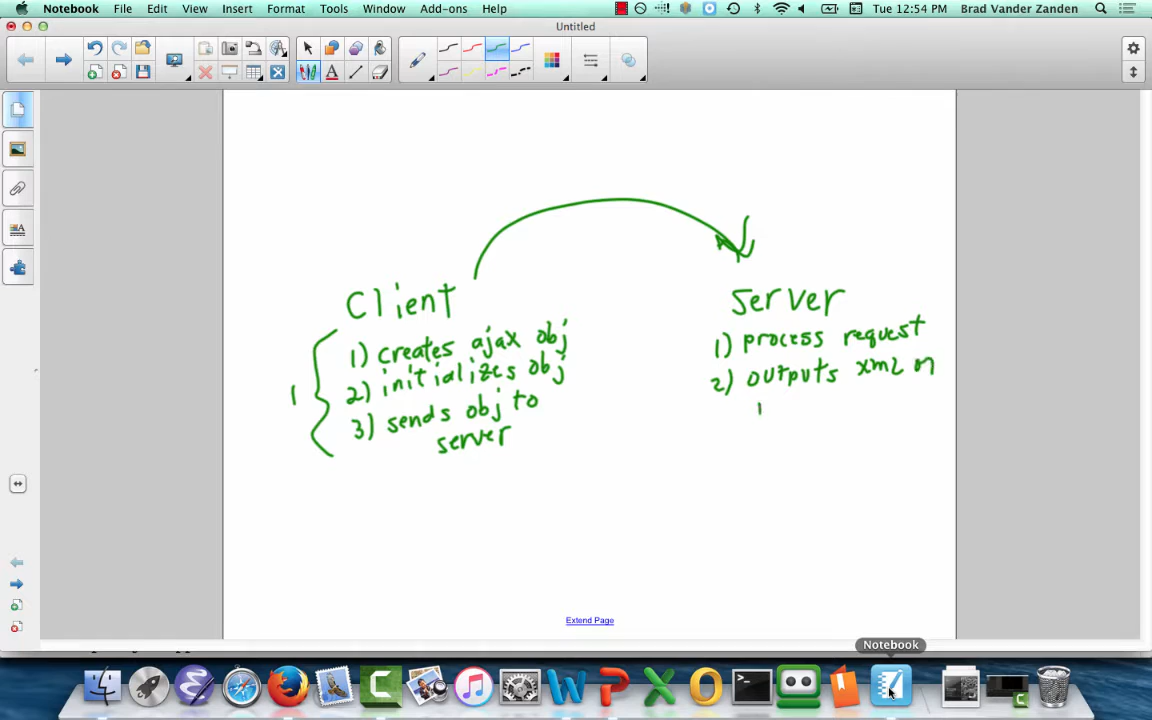 Notebook File Edit View Insert Format Tools Window Add-ons Help Tue 12:54 PM Brad Vander Zanden
Untitled
Client
1) creates ajax obj
2) initializes obj
3) sends obj to
server
1
Server
1) process request
2) outputs xml or
Extend Page
Notebook